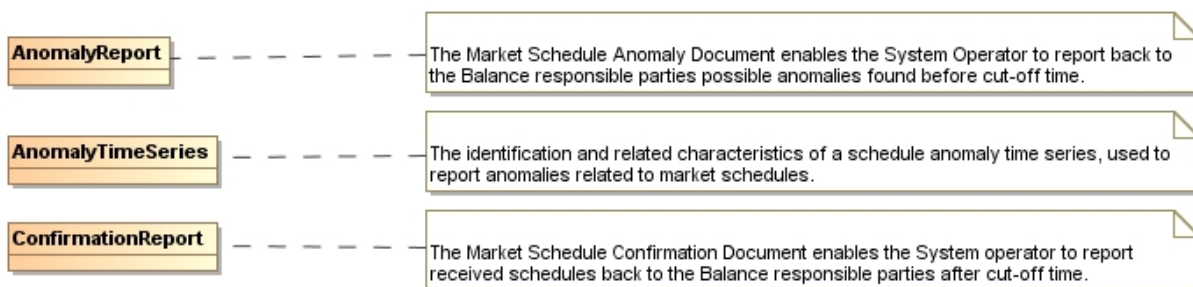 AnomalyReport
The Market Schedule Anomaly Document enables the System Operator to report back to
the Balance responsible parties possible anomalies found before cut-off time.
AnomalyTimeSeries
The identification and related characteristics of a schedule anomaly time series, used to
report anomalies related to market schedules.
ConfirmationReport
The Market Schedule Confirmation Document enables the System operator to report
received schedules back to the Balance responsible parties after cut-off time.